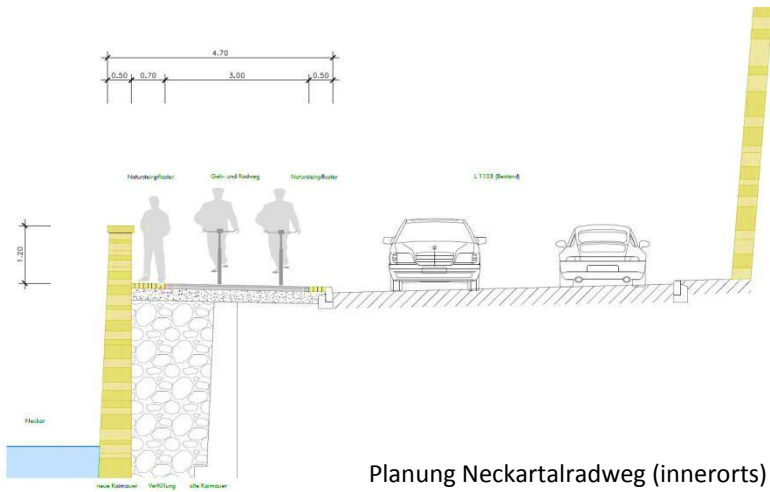 4.70
0.50 0.70 3.00 0.50
Natursteinpflaster Geh- und Radweg Natursteinpflaster L 1103 (Bestand)
1.20
Neckar
neue Kaimauer Verfüllung alte Kaimauer
Planung Neckartalradweg (innerorts)